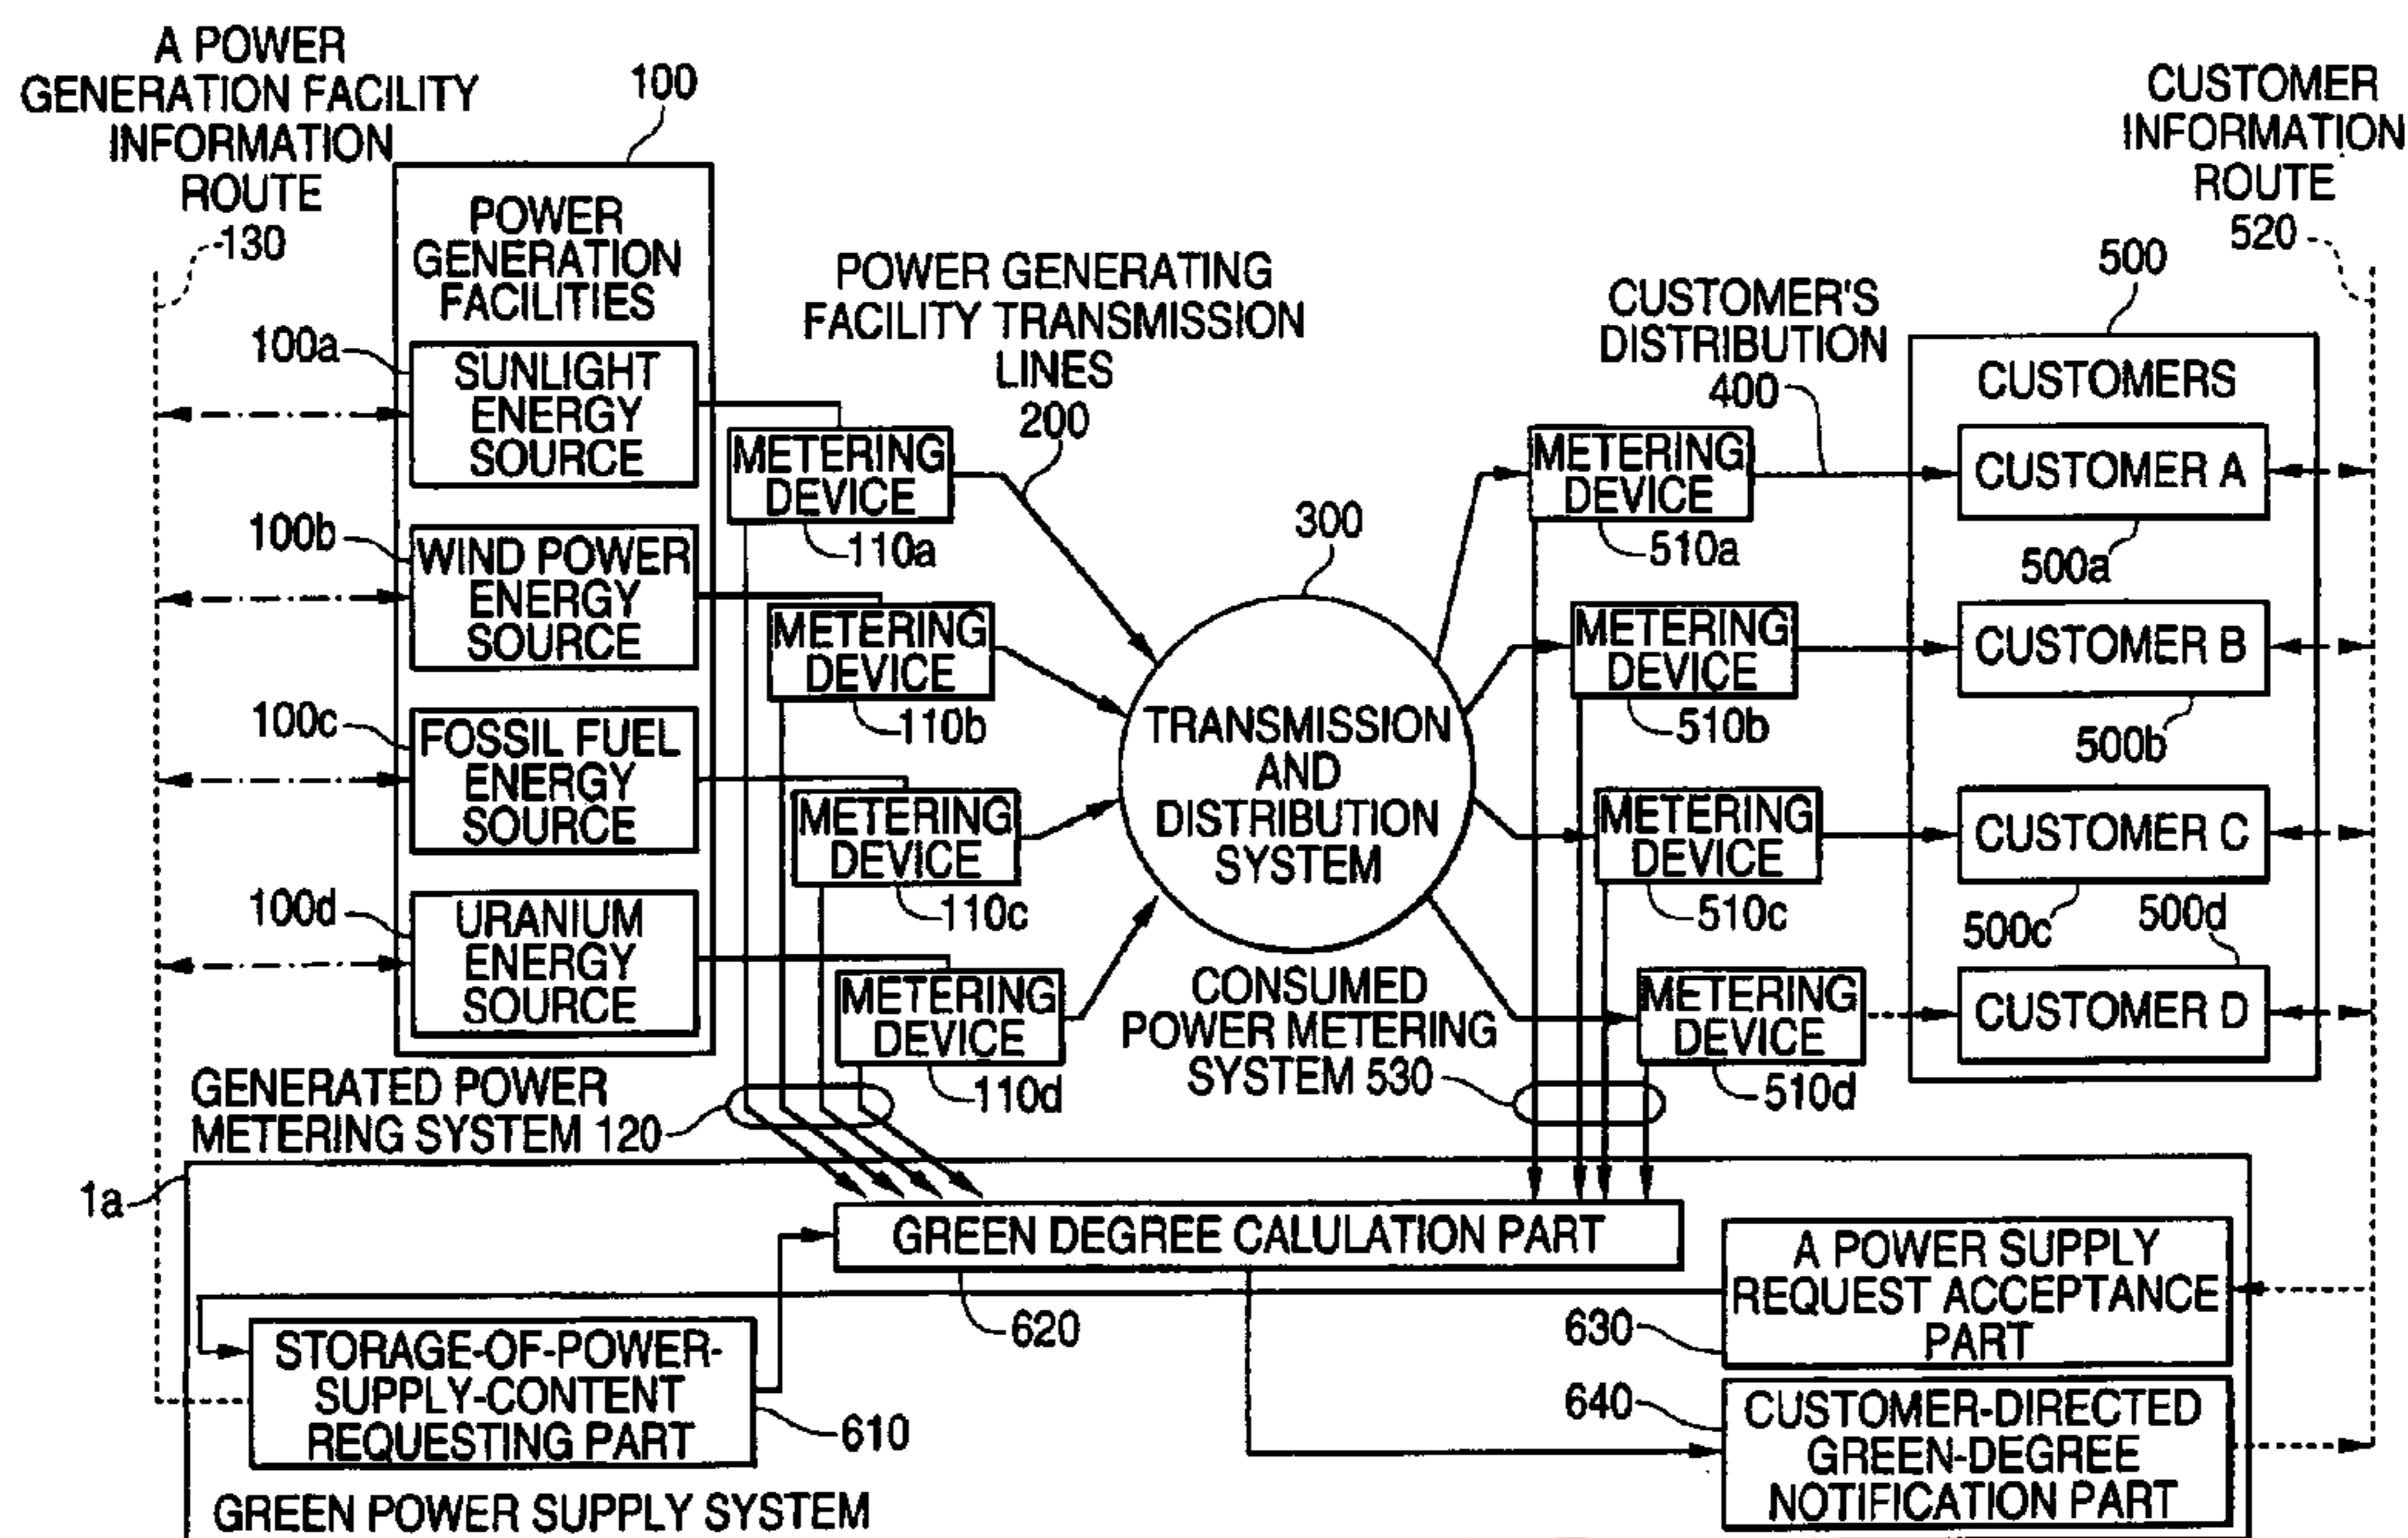 A POWER
GENERATION FACILITY
INFORMATION
ROUTE
130
100
POWER
GENERATION
FACILITIES
100a
SUNLIGHT
ENERGY
SOURCE
100b
WIND POWER
ENERGY
SOURCE
100c
FOSSIL FUEL
ENERGY
SOURCE
100d
URANIUM
ENERGY
SOURCE
POWER GENERATING
FACILITY TRANSMISSION
LINES
200
METERING
DEVICE
110a
METERING
DEVICE
110b
METERING
DEVICE
110c
METERING
DEVICE
110d
300
TRANSMISSION
AND
DISTRIBUTION
SYSTEM
CUSTOMER'S
DISTRIBUTION
400
METERING
DEVICE
510a
METERING
DEVICE
510b
METERING
DEVICE
510c
METERING
DEVICE
510d
CUSTOMER
INFORMATION
ROUTE
520
500
CUSTOMERS
CUSTOMER A
500a
CUSTOMER B
500b
CUSTOMER C
500c
500d
CUSTOMER D
GENERATED POWER
METERING SYSTEM 120
CONSUMED
POWER METERING
SYSTEM 530
1a
GREEN DEGREE CALULATION PART
620
A POWER SUPPLY
REQUEST ACCEPTANCE
PART
630
STORAGE-OF-POWER-
SUPPLY-CONTENT
REQUESTING PART
610
640
CUSTOMER-DIRECTED
GREEN-DEGREE
NOTIFICATION PART
GREEN POWER SUPPLY SYSTEM